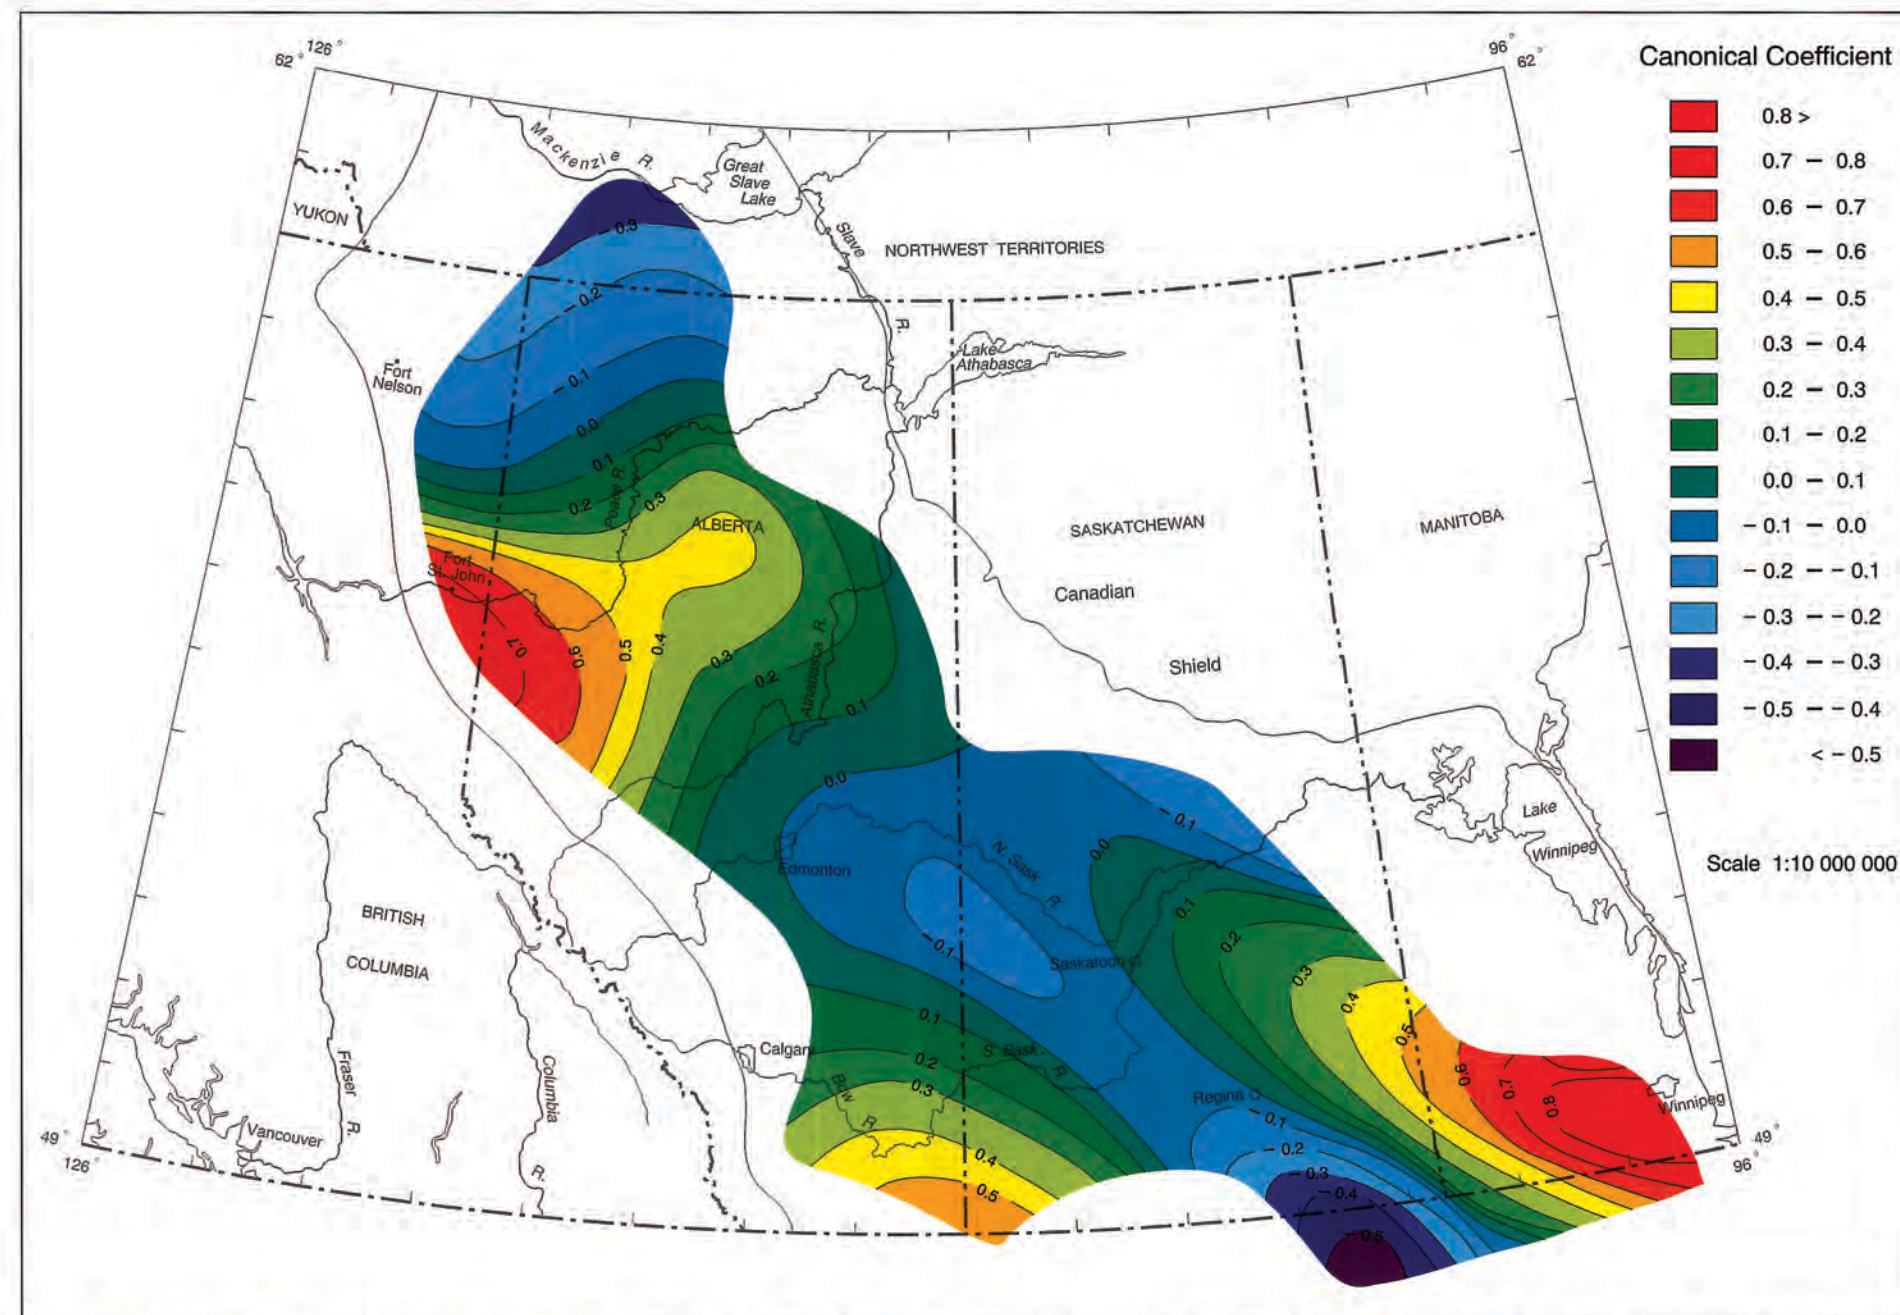 126°
62°
96°
62°
Canonical Coefficient
0.8 >
0.7 – 0.8
0.6 – 0.7
0.5 – 0.6
0.4 – 0.5
0.3 – 0.4
0.2 – 0.3
0.1 – 0.2
0.0 – 0.1
– 0.1 – 0.0
– 0.2 – – 0.1
– 0.3 – – 0.2
– 0.4 – – 0.3
– 0.5 – – 0.4
< – 0.5
Scale 1:10 000 000
Mackenzie R.
Great
Slave
Lake
YUKON
– 0.3
Slave
R.
NORTHWEST TERRITORIES
– 0.2
Lake
Athabasca
Fort
Nelson
– 0.1
0.0
0.1
0.2
Peace R.
0.3
ALBERTA
SASKATCHEWAN
MANITOBA
Fort
St. John
Canadian
Shield
0.7
0.6
0.5
0.4
0.3
0.2
Athabasca R.
0.1
0.0
– 0.1
Lake
Winnipeg
0.0
N. Sask. R.
Edmonton
0.1
0.2
BRITISH
COLUMBIA
– 0.1
Saskatoon
0.3
0.4
0.5
0.1
S. Sask. R.
Calgary
0.2
0.3
Bow R.
Fraser R.
Columbia R.
0.6
0.7
0.8
Winnipeg
Regina
– 0.1
– 0.2
– 0.3
– 0.4
Vancouver
0.4
0.5
49°
126°
49°
96°